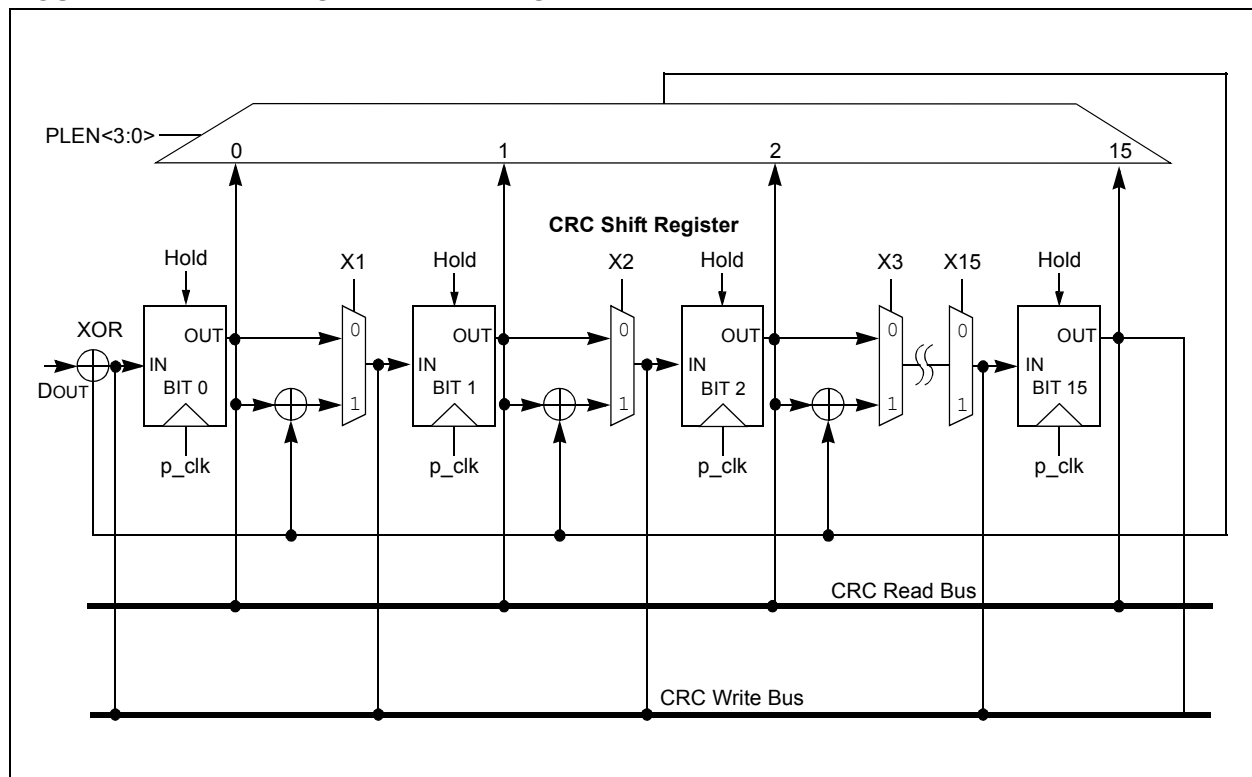 PLEN<3:0>
0 1 2 15
CRC Shift Register
Hold X1 Hold X2 Hold X3 X15 Hold
XOR
OUT 0 OUT 0 OUT 0 0 OUT
IN IN IN IN
DOUT
BIT 0 1 BIT 1 1 BIT 2 1 1 BIT 15
p_clk p_clk p_clk p_clk
CRC Read Bus
CRC Write Bus